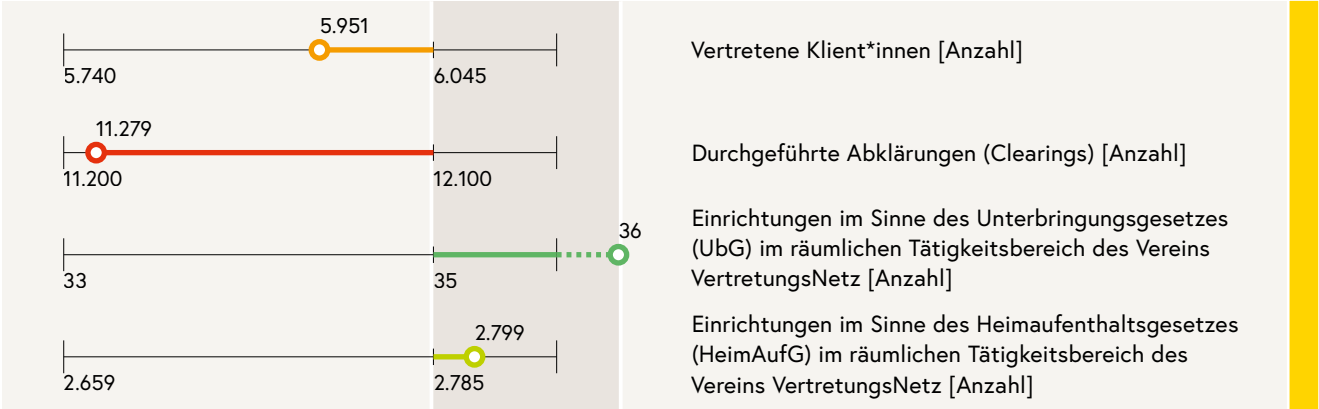 5.951
5.740
6.045
Vertretene Klient*innen [Anzahl]
11.279
11.200
12.100
Durchgeführte Abklärungen (Clearings) [Anzahl]
36
33
35
Einrichtungen im Sinne des Unterbringungsgesetzes
(UbG) im räumlichen Tätigkeitsbereich des Vereins
VertretungsNetz [Anzahl]
2.799
2.659
2.785
Einrichtungen im Sinne des Heimaufenthaltsgesetzes
(HeimAufG) im räumlichen Tätigkeitsbereich des
Vereins VertretungsNetz [Anzahl]